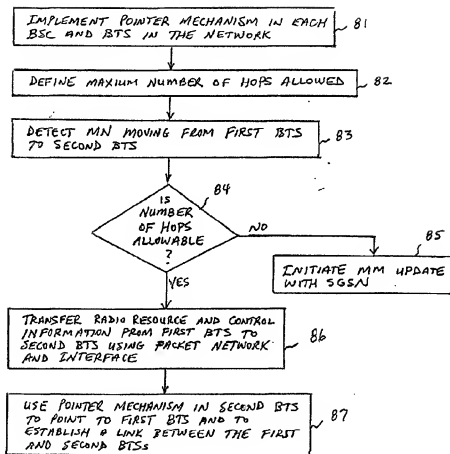 IMPLEMENT POINTER MECHANISM IN EACH
BSC AND BTS IN THE NETWORK
81
DEFINE MAXIUM NUMBER OF HOPS ALLOWED
82
DETECT MN MOVING FROM FIRST BTS
TO SECOND BTS
83
84
IS
NUMBER
OF HOPS
ALLOWABLE
?
NO
YES
85
INITIATE MM UPDATE
WITH SGSN
TRANSFER RADIO RESOURCE AND CONTROL
INFORMATION FROM FIRST BTS TO
SECOND BTS USING PACKET NETWORK
AND INTERFACE
86
USE POINTER MECHANISM IN SECOND BTS
TO POINT TO FIRST BTS AND TO
ESTABLISH A LINK BETWEEN THE FIRST
AND SECOND BTSs
87